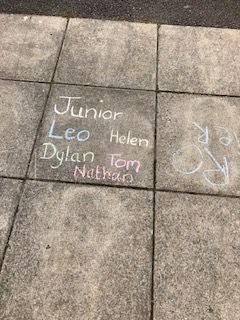 Junior
Leo Helen
Dylan Tom
Nathan